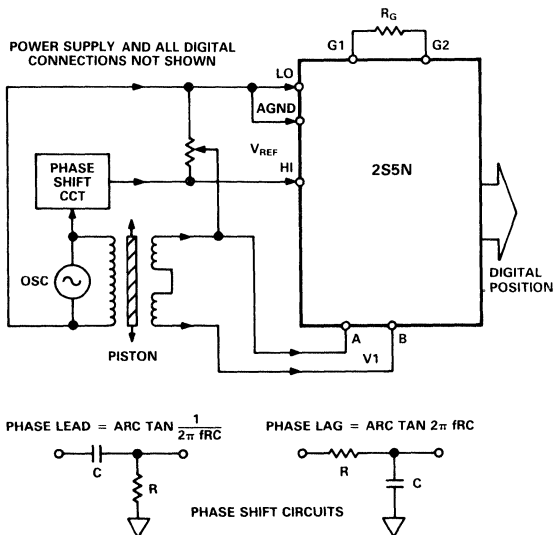 R_G
G1 G2
POWER SUPPLY AND ALL DIGITAL
CONNECTIONS NOT SHOWN
LO
AGND
V_REF
HI
2S5N
PHASE
SHIFT
CCT
OSC
PISTON
DIGITAL
POSITION
A
B
V1
PHASE LEAD = ARC TAN 1/2π fRC
C
R
PHASE LAG = ARC TAN 2π fRC
R
C
PHASE SHIFT CIRCUITS